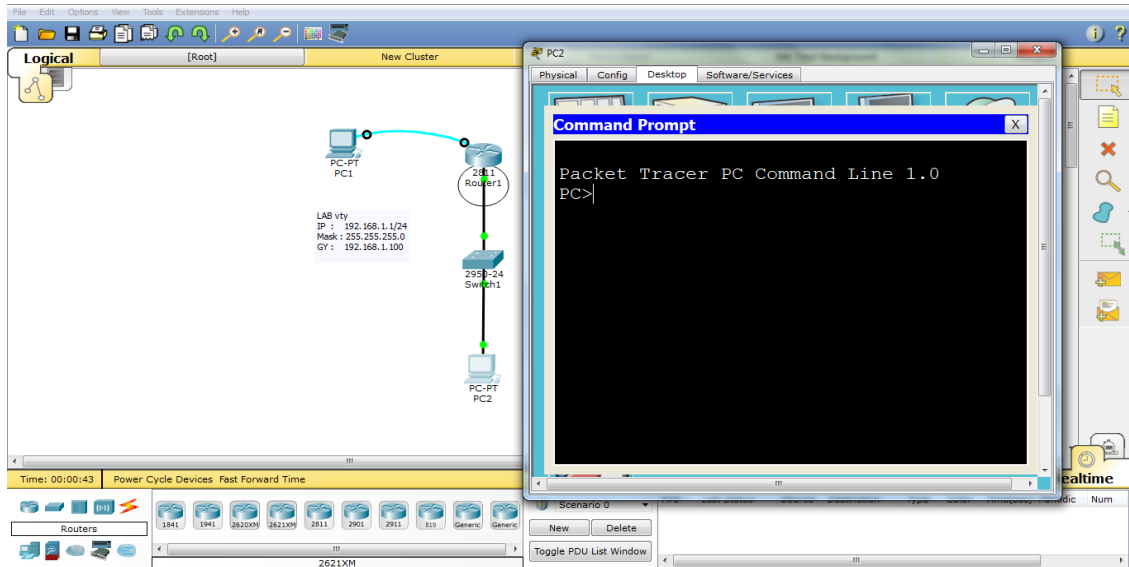 File Edit Options View Tools Extensions Help
Logical
[Root]
New Cluster
PC2
Physical Config Desktop Software/Services
Command Prompt
X
Packet Tracer PC Command Line 1.0
PC>
PC-PT
PC1
2811
Router1
LAB vty
IP : 192.168.1.1/24
Mask : 255.255.255.0
GY : 192.168.1.100
2950-24
Switch1
PC-PT
PC2
Time: 00:00:43 Power Cycle Devices Fast Forward Time
Realtime
Routers
1841 1941 2620XM 2621XM 2811 2901 2911 819 Generic Generic
2621XM
Scenario 0
New Delete
Toggle PDU List Window
Num